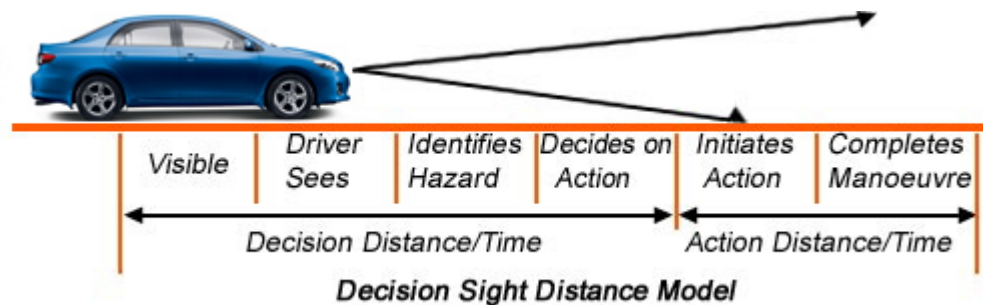 Visible
Driver
Sees
Identifies
Hazard
Decides on
Action
Initiates
Action
Completes
Manoeuvre
Decision Distance/Time
Action Distance/Time
Decision Sight Distance Model